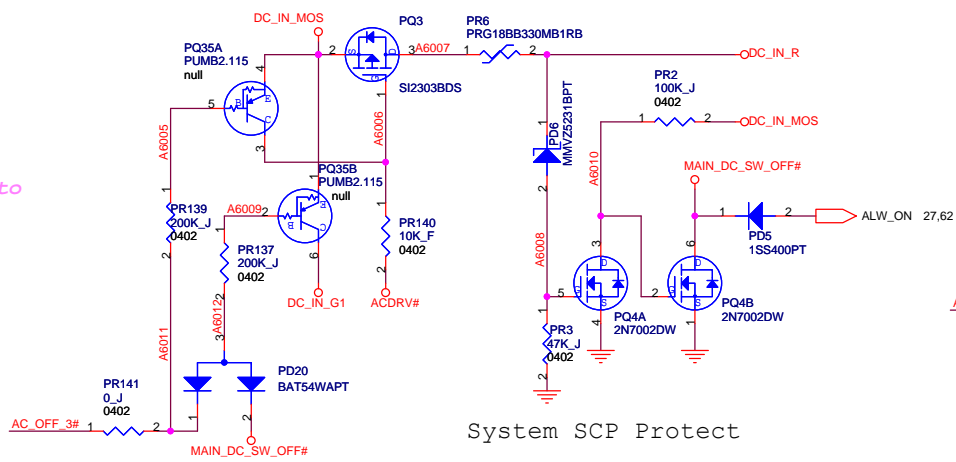 DC_IN_MOS
PQ3
PR6
PRG18BB330MB1RB
2 S D 3 A6007 1 2 DC_IN_R
PQ35A
PUMB2.115
null
4
SI2303BDS
G
1
PR2
100K_J
0402
1 2 DC_IN_MOS
5 B E C
3
A6005
A6006
PD6
MMVZ5231BPT
1
2
A6010
MAIN_DC_SW_OFF#
to
PQ35B
PUMB2.115
null
1
A6009 2 B E C
6
PR139
200K_J
0402
1
2
PR137
200K_J
0402
1
2
PR140
10K_F
0402
1
2
DC_IN_G1
ACDRV#
1 2 ALW_ON 27,62
PD5
1SS400PT
A6008
3
D
5 G
S
4
PQ4A
2N7002DW
6
D
2 G
S
1
PQ4B
2N7002DW
A6012
3
A6011
PR3
47K_J
0402
1
2
PD20
BAT54WAPT
1
2
PR141
0_J
0402
AC_OFF_3# 1 2
MAIN_DC_SW_OFF#
System SCP Protect